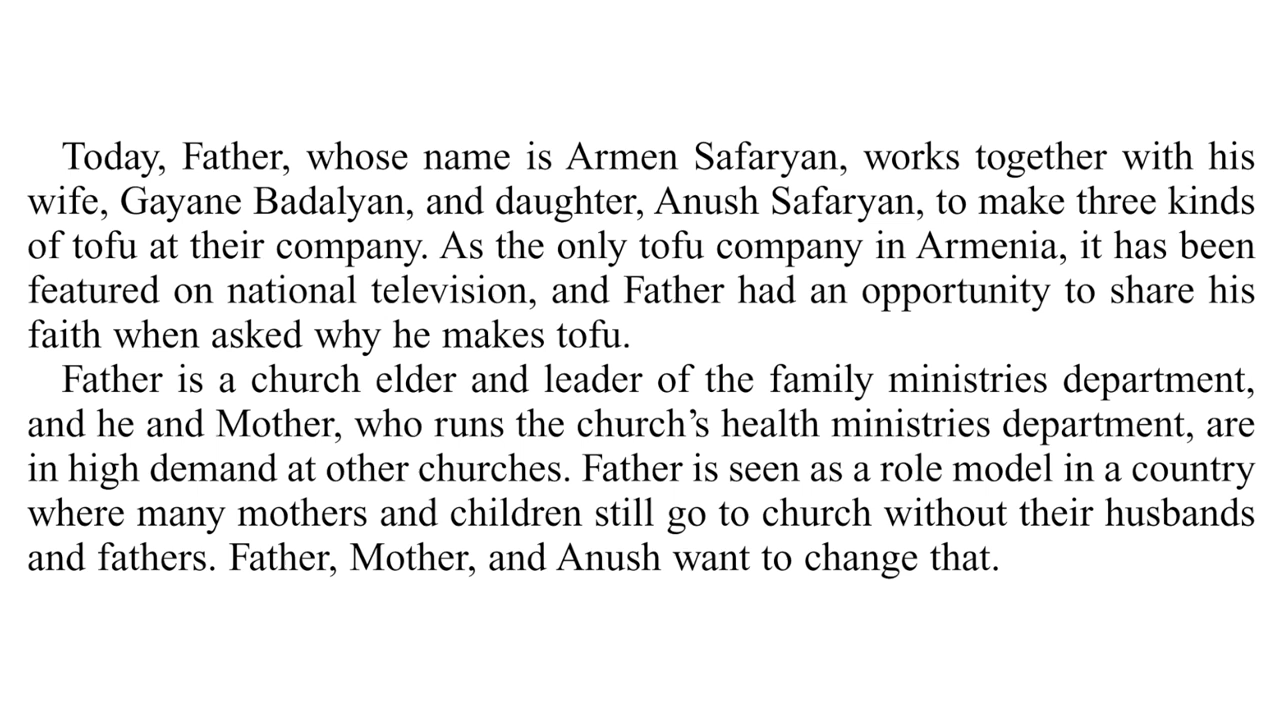 Today, Father, whose name is Armen Safaryan, works together with his
wife, Gayane Badalyan, and daughter, Anush Safaryan, to make three kinds
of tofu at their company. As the only tofu company in Armenia, it has been
featured on national television, and Father had an opportunity to share his
faith when asked why he makes tofu.
Father is a church elder and leader of the family ministries department,
and he and Mother, who runs the church’s health ministries department, are
in high demand at other churches. Father is seen as a role model in a country
where many mothers and children still go to church without their husbands
and fathers. Father, Mother, and Anush want to change that.